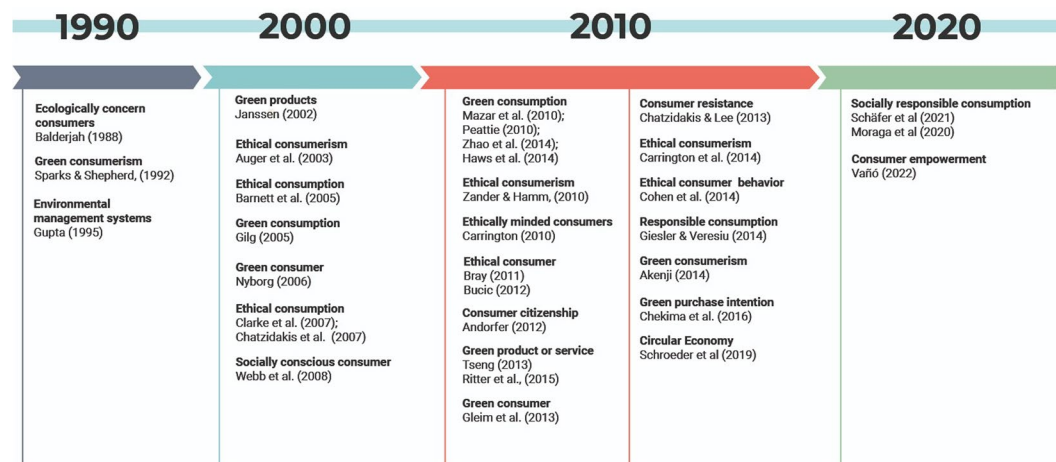 1990
2000
2010
2020
Ecologically concern
consumers
Balderjah (1988)
Green consumerism
Sparks & Shepherd, (1992)
Environmental
management systems
Gupta (1995)
Green products
Janssen (2002)
Ethical consumerism
Auger et al. (2003)
Ethical consumption
Barnett et al. (2005)
Green consumption
Gilg (2005)
Green consumer
Nyborg (2006)
Ethical consumption
Clarke et al. (2007);
Chatzidakis et al. (2007)
Socially conscious consumer
Webb et al. (2008)
Green consumption
Mazar et al. (2010);
Peattie (2010);
Zhao et al. (2014);
Haws et al. (2014)
Ethical consumerism
Zander & Hamm, (2010)
Ethically minded consumers
Carrington (2010)
Ethical consumer
Bray (2011)
Bucic (2012)
Consumer citizenship
Andorfer (2012)
Green product or service
Tseng (2013)
Ritter et al., (2015)
Green consumer
Gleim et al. (2013)
Consumer resistance
Chatzidakis & Lee (2013)
Ethical consumerism
Carrington et al. (2014)
Ethical consumer behavior
Cohen et al. (2014)
Responsible consumption
Giesler & Veresiu (2014)
Green consumerism
Akenji (2014)
Green purchase intention
Chekima et al. (2016)
Circular Economy
Schroeder et al (2019)
Socially responsible consumption
Schäfer et al (2021)
Moraga et al (2020)
Consumer empowerment
Vañó (2022)